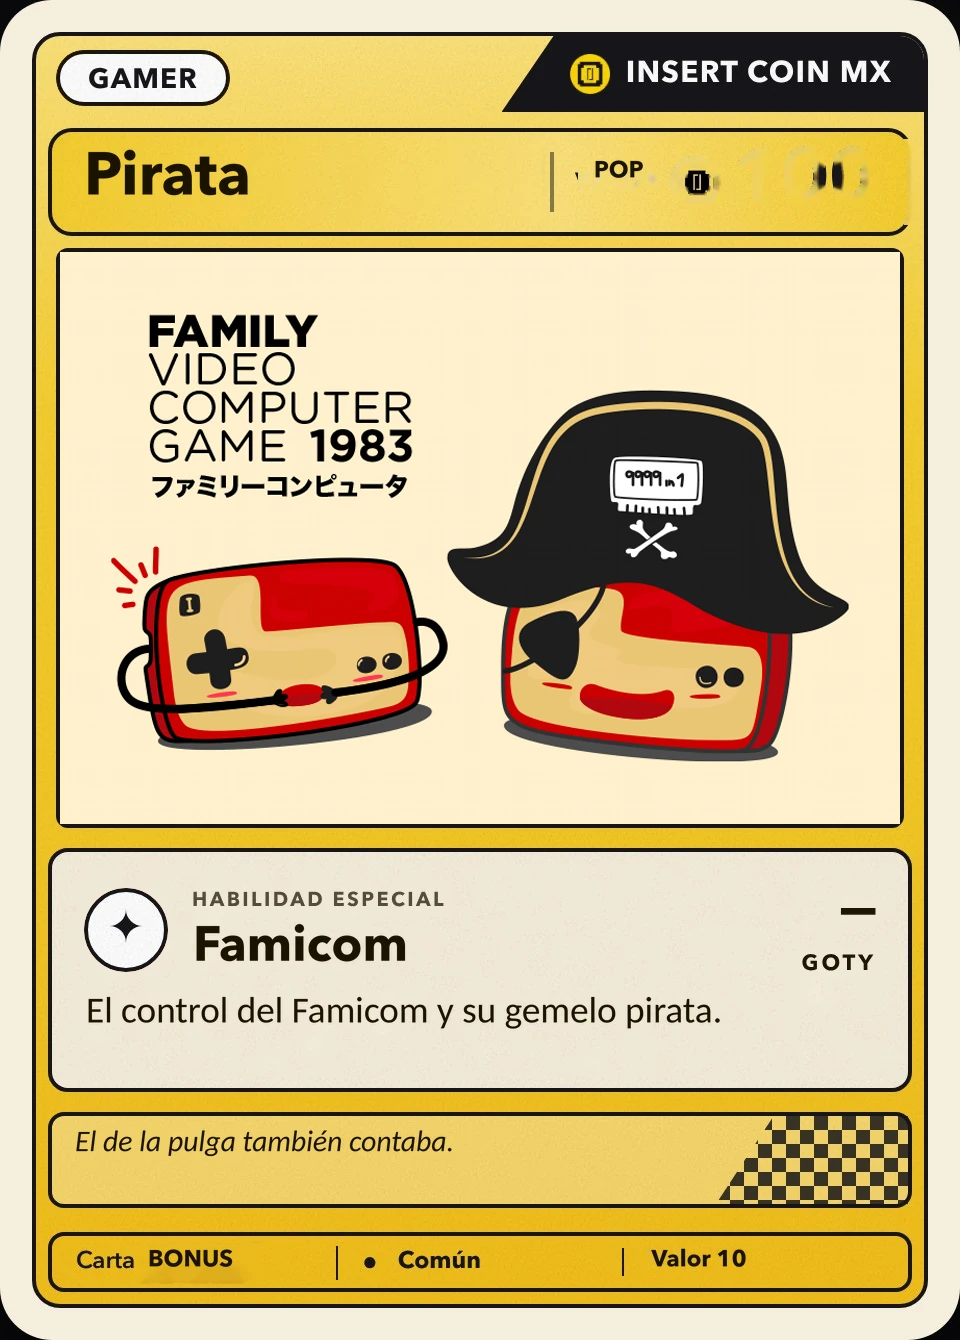 GAMER
INSERT COIN MX
Pirata
POP
FAMILY
VIDEO
COMPUTER
GAME 1983
ファミリーコンピュータ
9999 in 1
I
HABILIDAD ESPECIAL
Famicom
GOTY
El control del Famicom y su gemelo pirata.
El de la pulga también contaba.
Carta BONUS
• Común
Valor 10